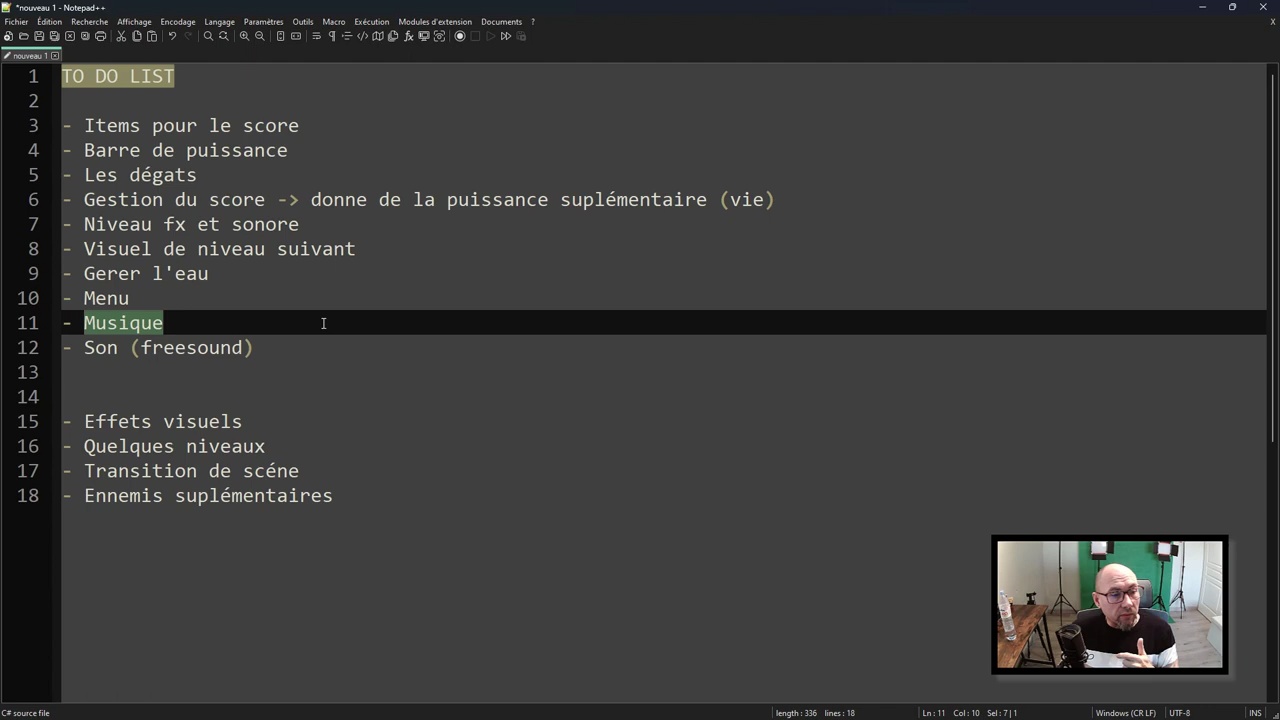 *nouveau 1 - Notepad++
Fichier Édition Recherche Affichage Encodage Langage Paramètres Outils Macro Exécution Modules d'extension Documents ?
nouveau 1
1 TO DO LIST
2
3 - Items pour le score
4 - Barre de puissance
5 - Les dégats
6 - Gestion du score -> donne de la puissance suplémentaire (vie)
7 - Niveau fx et sonore
8 - Visuel de niveau suivant
9 - Gerer l'eau
10 - Menu
11 - Musique
12 - Son (freesound)
13
14
15 - Effets visuels
16 - Quelques niveaux
17 - Transition de scéne
18 - Ennemis suplémentaires
C# source file length : 336 lines : 18 Ln : 11 Col : 10 Sel : 7 | 1 Windows (CR LF) UTF-8 INS